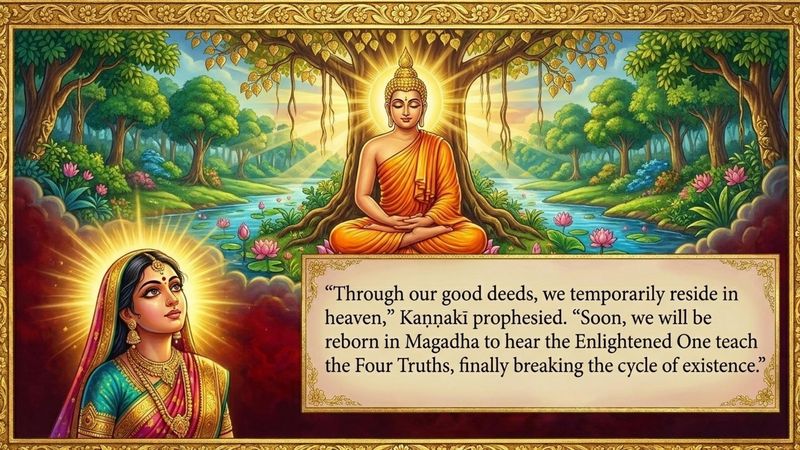 “Through our good deeds, we temporarily reside in
heaven,” Kaṇṇakī prophesied. “Soon, we will be
reborn in Magadha to hear the Enlightened One teach
the Four Truths, finally breaking the cycle of existence.”